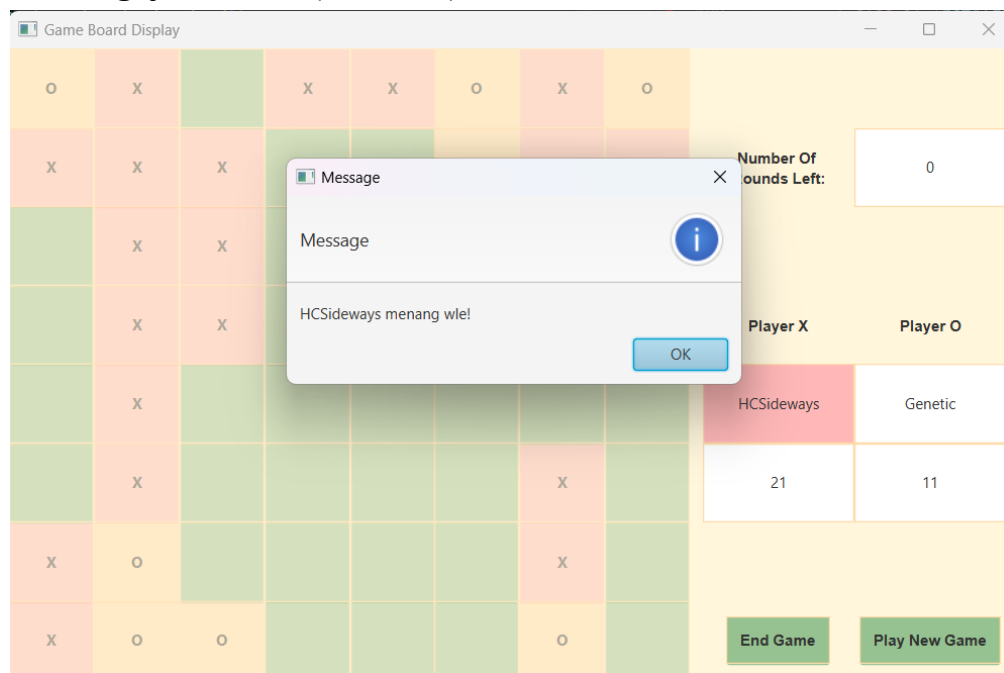 Game Board Display
O X X X O X O
X X X
Number Of
ounds Left:
0
Message
Message
X X
HCSideways menang wle!
X X
Player X Player O
OK
X
HCSideways Genetic
X X
21 11
X O X
X O O O
End Game Play New Game